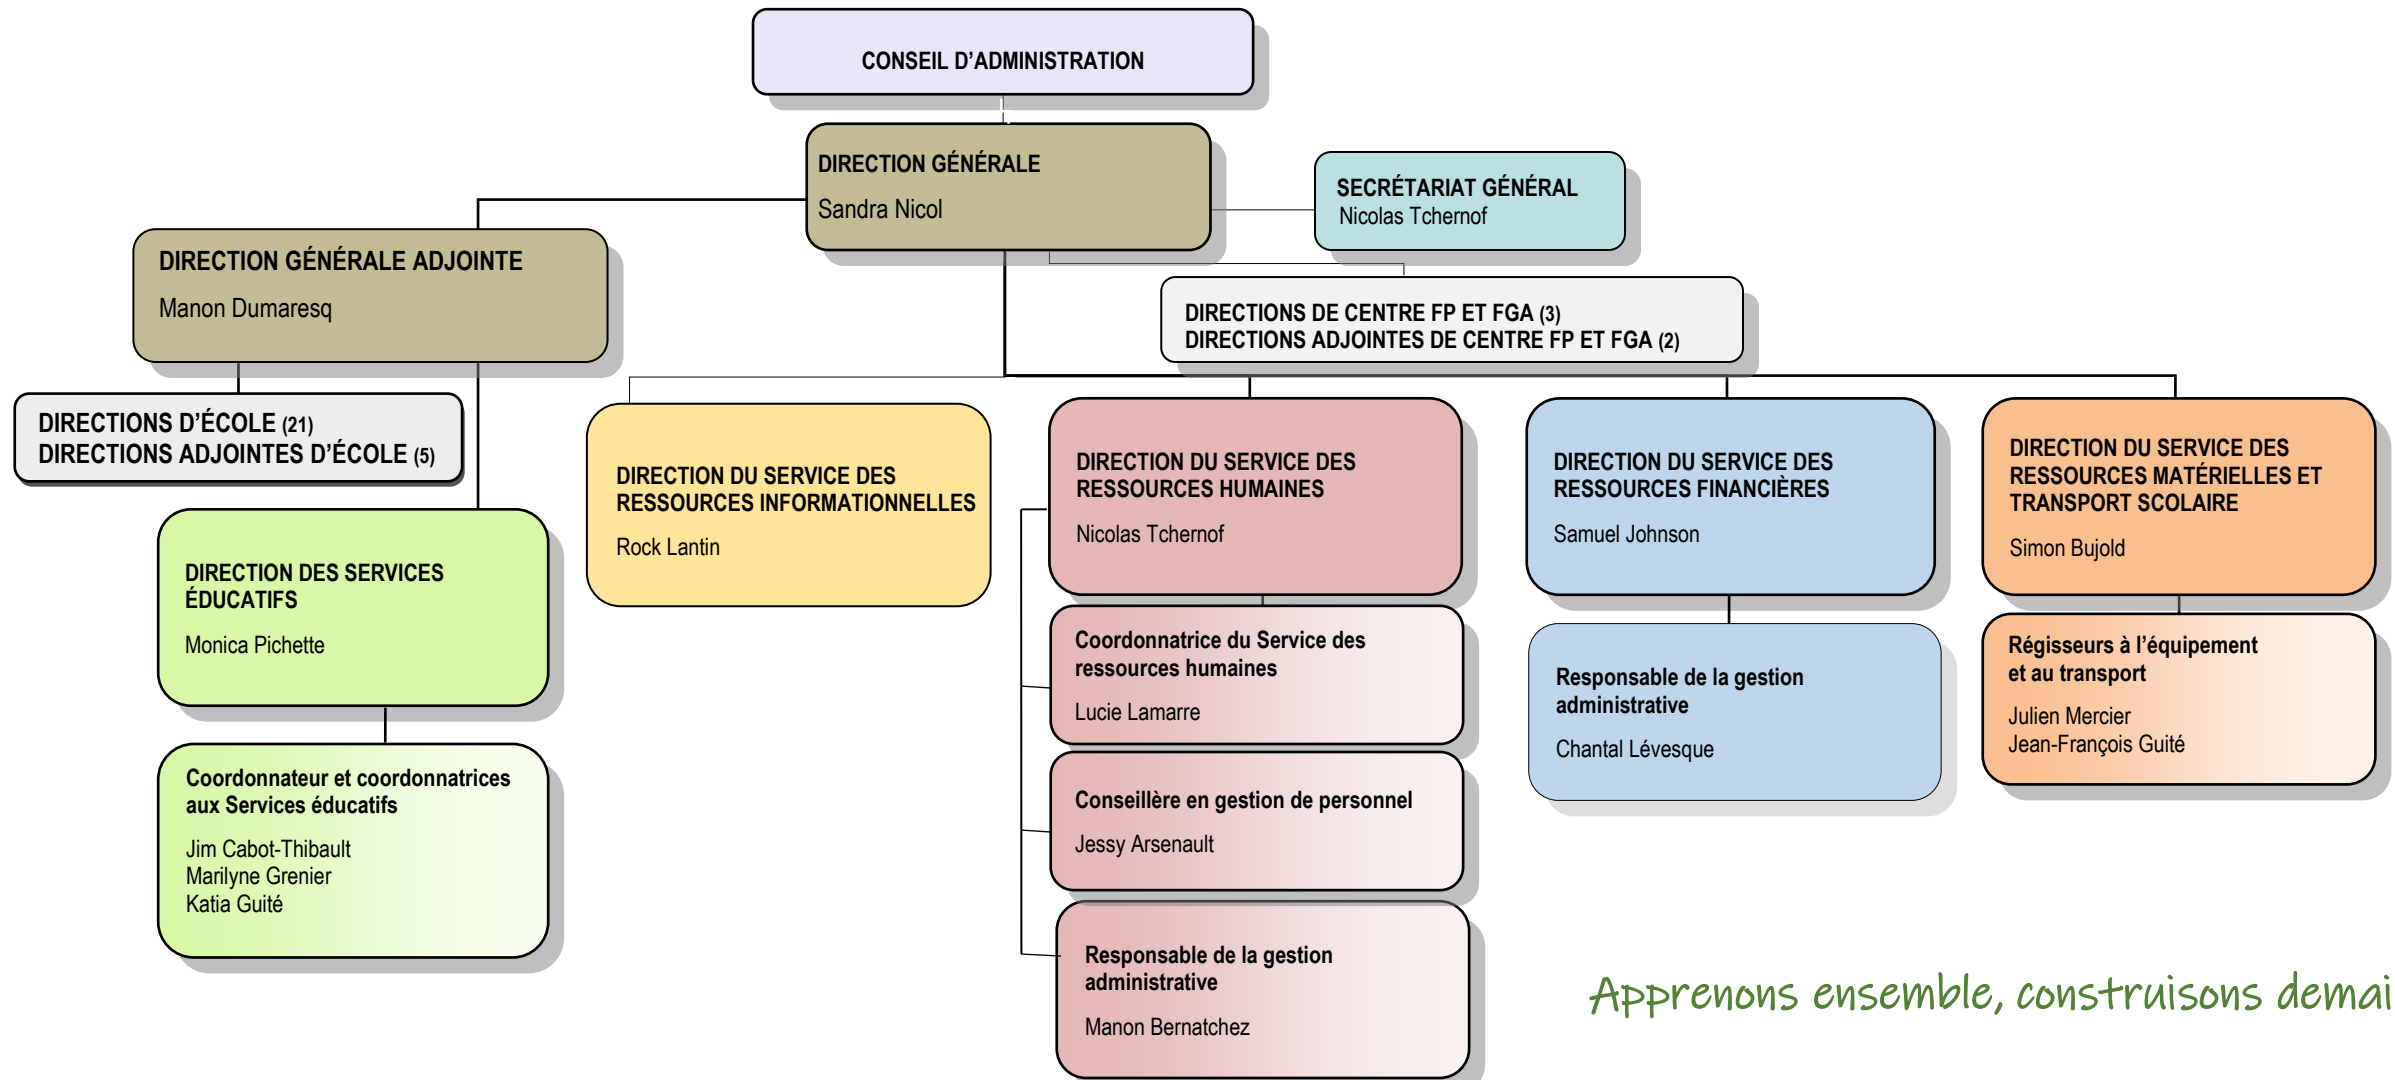 CONSEIL D’ADMINISTRATION
DIRECTION GÉNÉRALE
Sandra Nicol
SECRÉTARIAT GÉNÉRAL
Nicolas Tchernof
DIRECTION GÉNÉRALE ADJOINTE
Manon Dumaresq
DIRECTIONS DE CENTRE FP ET FGA (3)
DIRECTIONS ADJOINTES DE CENTRE FP ET FGA (2)
DIRECTIONS D’ÉCOLE (21)
DIRECTIONS ADJOINTES D’ÉCOLE (5)
DIRECTION DES SERVICES
ÉDUCATIFS
Monica Pichette
Coordonnateur et coordonnatrices
aux Services éducatifs
Jim Cabot-Thibault
Marilyne Grenier
Katia Guité
DIRECTION DU SERVICE DES
RESSOURCES INFORMATIONNELLES
Rock Lantin
DIRECTION DU SERVICE DES
RESSOURCES HUMAINES
Nicolas Tchernof
Coordonnatrice du Service des
ressources humaines
Lucie Lamarre
Conseillère en gestion de personnel
Jessy Arsenault
Responsable de la gestion
administrative
Manon Bernatchez
DIRECTION DU SERVICE DES
RESSOURCES FINANCIÈRES
Samuel Johnson
Responsable de la gestion
administrative
Chantal Lévesque
DIRECTION DU SERVICE DES
RESSOURCES MATÉRIELLES ET
TRANSPORT SCOLAIRE
Simon Bujold
Régisseurs à l’équipement
et au transport
Julien Mercier
Jean-François Guité
Apprenons ensemble, construisons demai